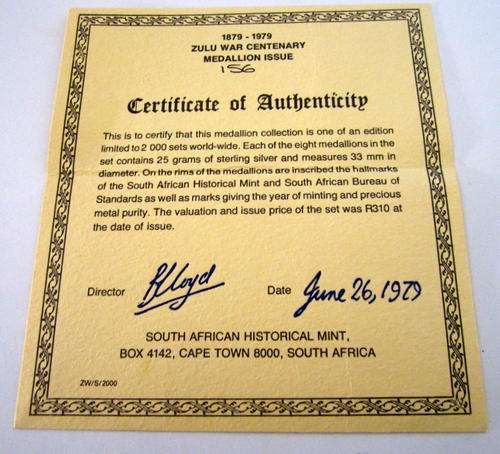 1879 - 1979
ZULU WAR CENTENARY
MEDALLION ISSUE
156
Certificate of Authenticity
This is to certify that this medallion collection is one of an edition
limited to 2 000 sets world-wide. Each of the eight medallions in the
set contains 25 grams of sterling silver and measures 33 mm in
diameter. On the rims of the medallions are inscribed the hallmarks
of the South African Historical Mint and South African Bureau of
Standards as well as marks giving the year of minting and precious
metal purity. The valuation and issue price of the set was R310 at
the date of issue.
Director BLloyd Date June 26, 1979
SOUTH AFRICAN HISTORICAL MINT,
BOX 4142, CAPE TOWN 8000, SOUTH AFRICA
ZW/S/2000